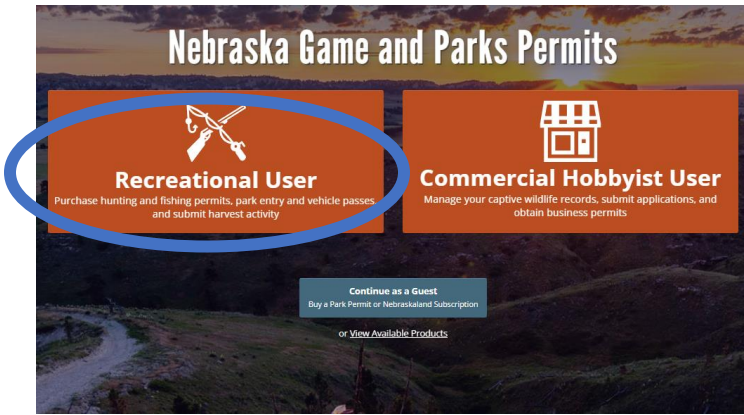 Nebraska Game and Parks Permits
Recreational User
Purchase hunting and fishing permits, park entry and vehicle passes
and submit harvest activity
Commercial Hobbyist User
Manage your captive wildlife records, submit applications, and
obtain business permits
Continue as a Guest
Buy a Park Permit or Nebraskaland Subscription
or View Available Products